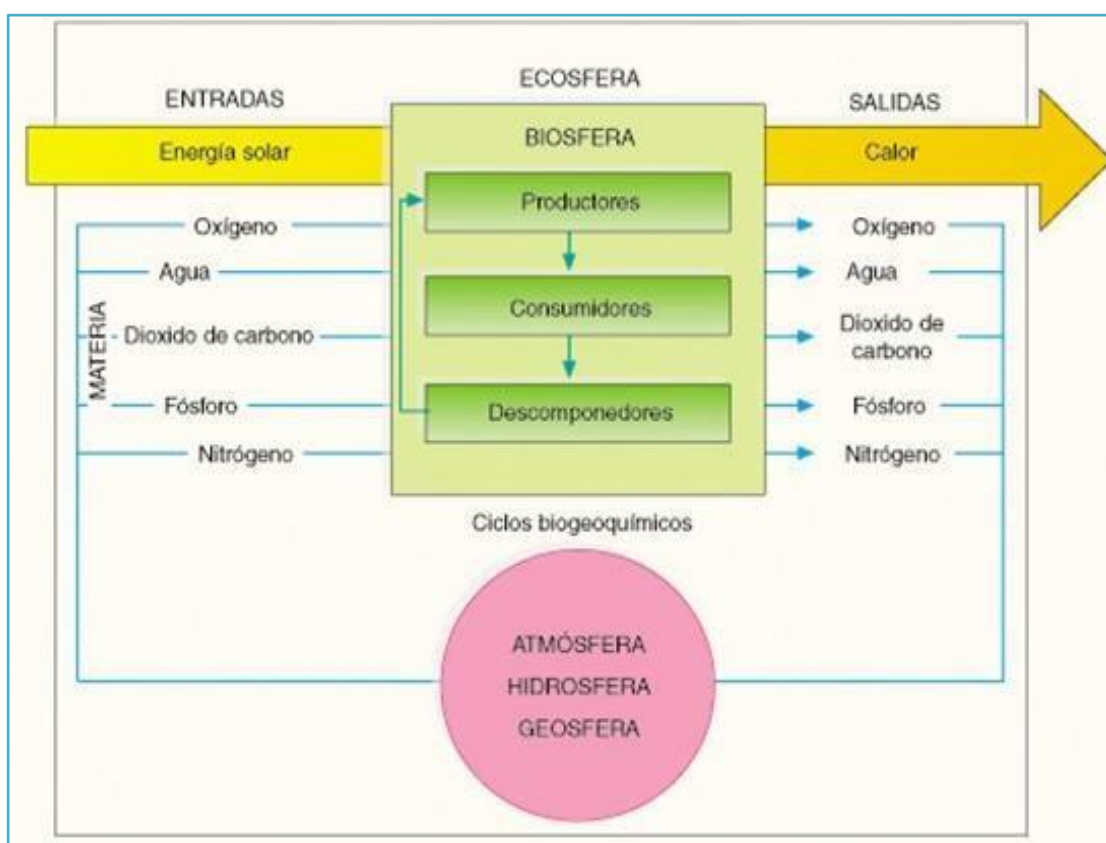 ECOSFERA
ENTRADAS
SALIDAS
BIOSFERA
Energía solar
Calor
Productores
Oxígeno
Oxígeno
Agua
Agua
Consumidores
MATERIA
Dioxido de carbono
Dioxido de
carbono
Fósforo
Descomponedores
Fósforo
Nitrógeno
Nitrógeno
Ciclos biogeoquímicos
ATMÓSFERA
HIDROSFERA
GEOSFERA